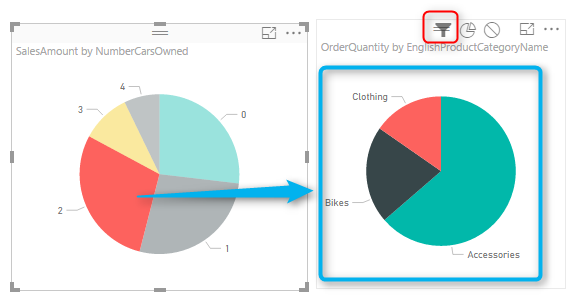 SalesAmount by NumberCarsOwned
4
3
0
2
1
OrderQuantity by EnglishProductCategoryName
Clothing
Bikes
Accessories